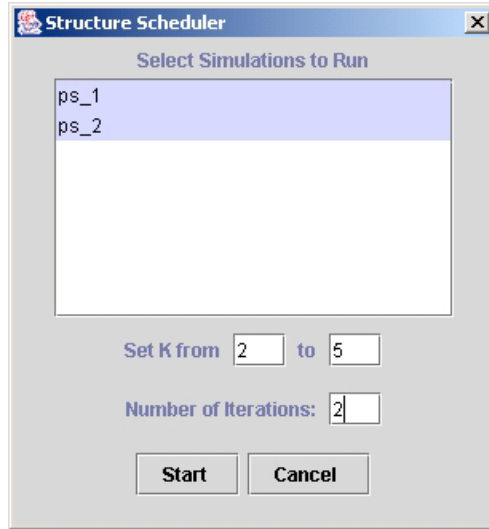 Structure Scheduler
Select Simulations to Run
ps_1
ps_2
Set K from 2 to 5
Number of Iterations: 2
Start Cancel